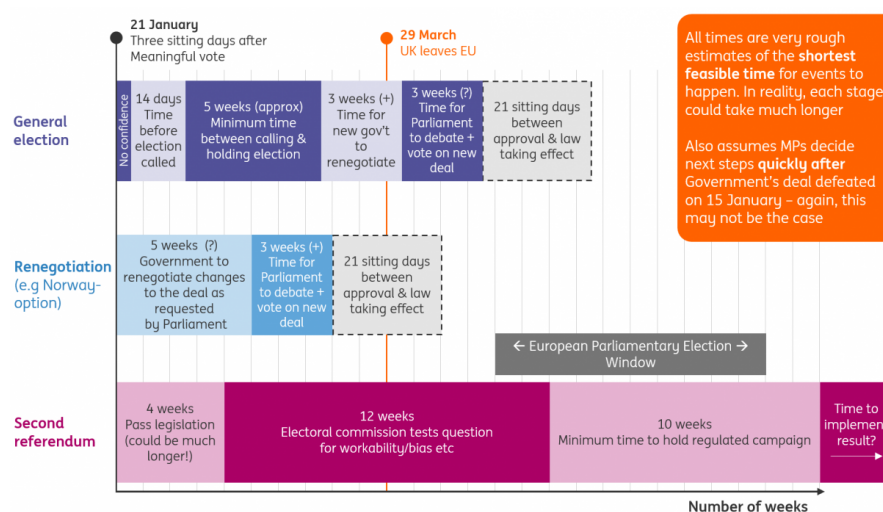 21 January
Three sitting days after
Meaningful vote
29 March
UK leaves EU
All times are very rough
estimates of the shortest
feasible time for events to
happen. In reality, each stage
could take much longer
Also assumes MPs decide
next steps quickly after
Government's deal defeated
on 15 January – again, this
may not be the case
General
election
No confidence
14 days
Time
before
election
called
5 weeks (approx)
Minimum time
between calling &
holding election
3 weeks (+)
Time for
new gov't
to
renegotiate
3 weeks (?)
Time for
Parliament
to debate +
vote on new
deal
21 sitting days
between
approval & law
taking effect
Renegotiation
(e.g Norway-
option)
5 weeks (?)
Government to
renegotiate changes
to the deal as
requested
by Parliament
3 weeks (+)
Time for
Parliament
to debate +
vote on new
deal
21 sitting days
between
approval & law
taking effect
← European Parliamentary Election →
Window
Second
referendum
4 weeks
Pass legislation
(could be much
longer!)
12 weeks
Electoral commission tests question
for workability/bias etc
10 weeks
Minimum time to hold regulated campaign
Time to
implement
result?
Number of weeks